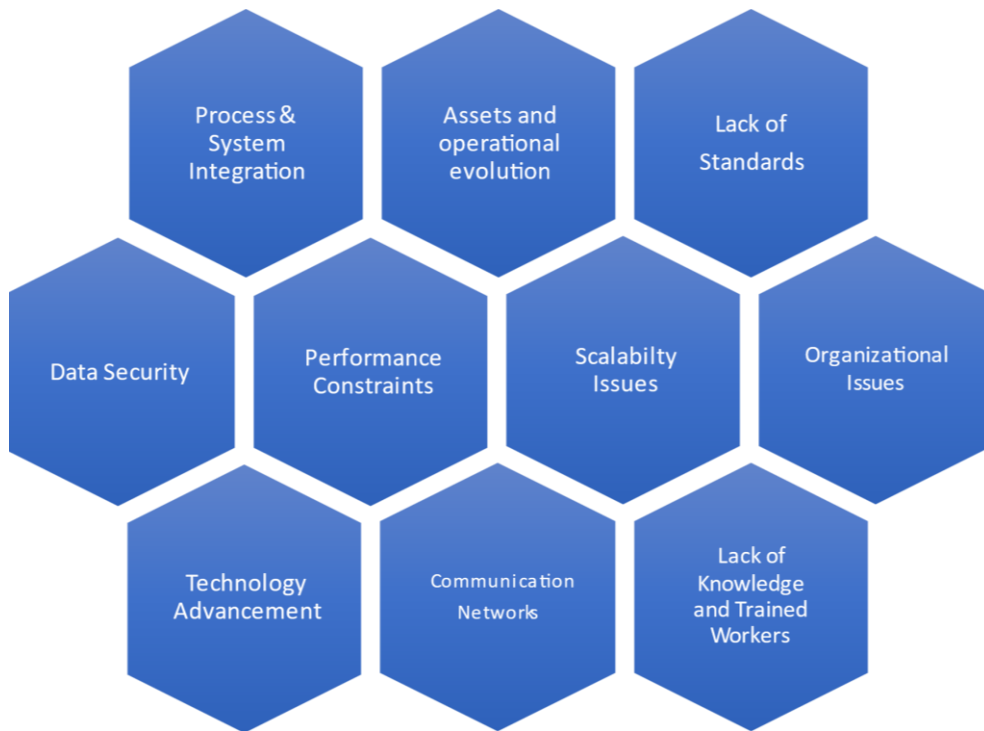 Process &
System
Integration
Assets and
operational
evolution
Lack of
Standards
Data Security
Performance
Constraints
Scalabilty
Issues
Organizational
Issues
Technology
Advancement
Communication
Networks
Lack of
Knowledge
and Trained
Workers